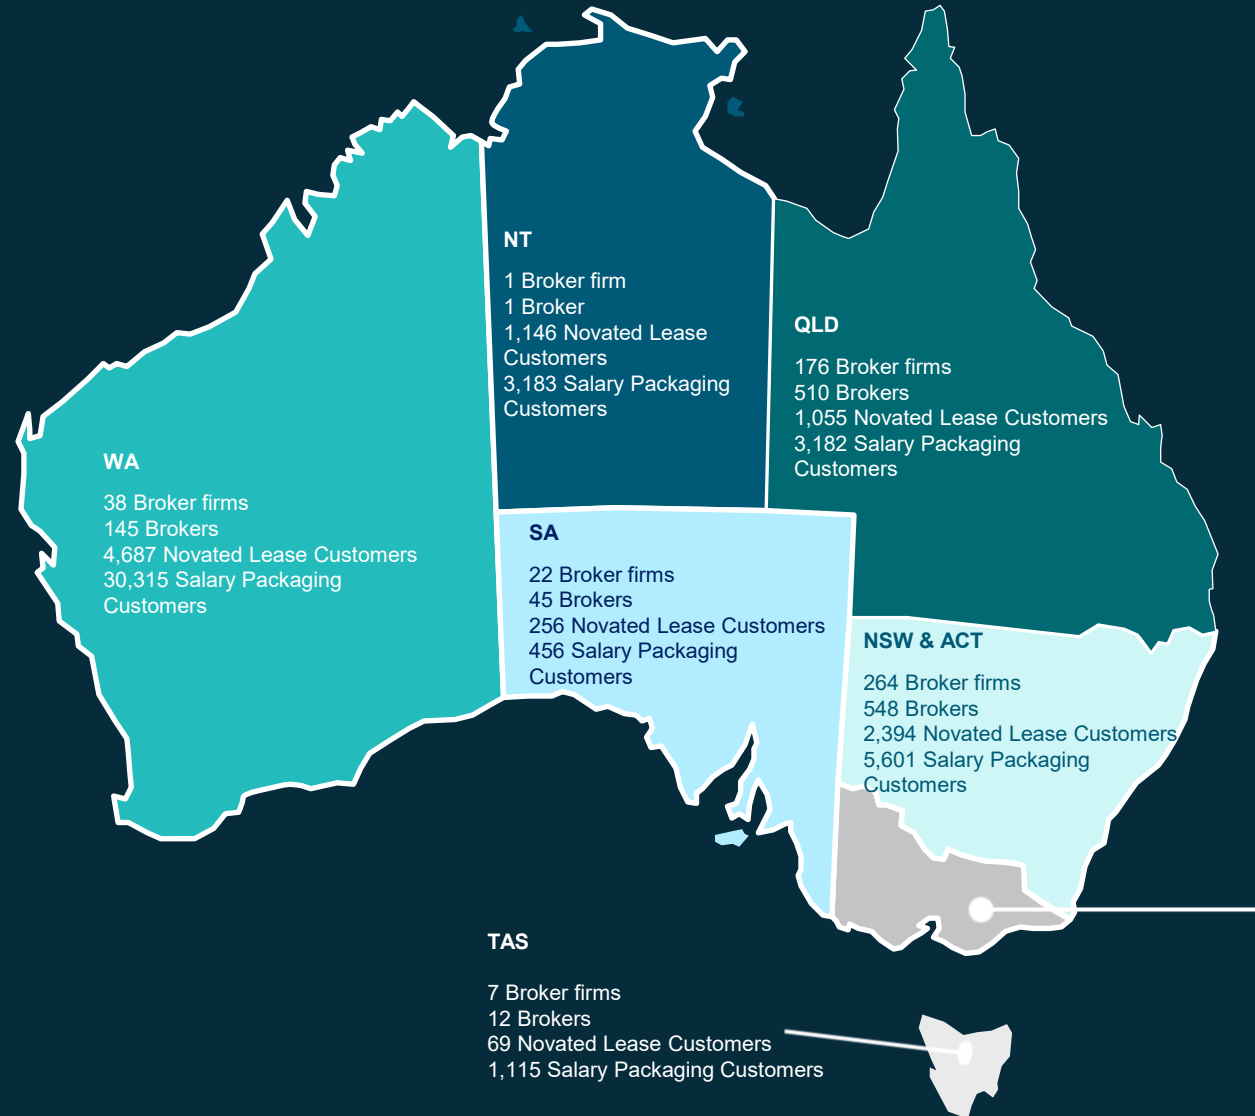 NT
1 Broker firm
1 Broker
1,146 Novated Lease
Customers
3,183 Salary Packaging
Customers
QLD
176 Broker firms
510 Brokers
1,055 Novated Lease Customers
3,182 Salary Packaging
Customers
WA
38 Broker firms
145 Brokers
4,687 Novated Lease Customers
30,315 Salary Packaging
Customers
SA
22 Broker firms
45 Brokers
256 Novated Lease Customers
456 Salary Packaging
Customers
NSW & ACT
264 Broker firms
548 Brokers
2,394 Novated Lease Customers
5,601 Salary Packaging
Customers
TAS
7 Broker firms
12 Brokers
69 Novated Lease Customers
1,115 Salary Packaging Customers